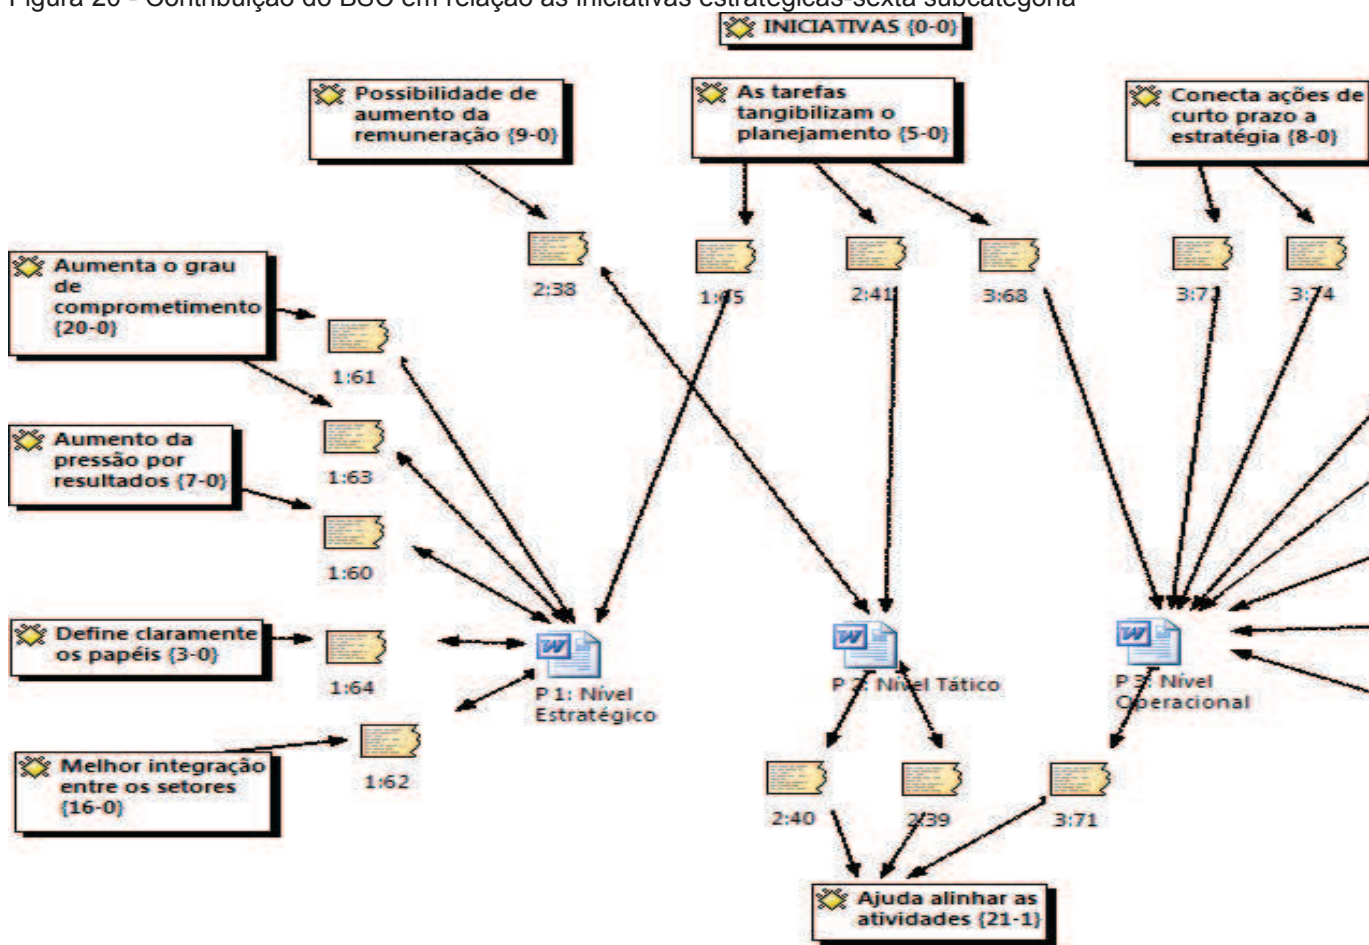 Figura 20 - Contribuição do BSC em relação às iniciativas estratégicas-sexta subcategoria
INICIATIVAS {0-0}
Possibilidade de
aumento da
remuneração {9-0}
As tarefas
tangibilizam o
planejamento {5-0}
Conecta ações de
curto prazo a
estratégia {8-0}
2:38
1:65
2:41
3:68
3:74
Aumenta o grau
de
comprometimento
{20-0}
1:61
1:63
Aumento da
pressão por
resultados {7-0}
1:60
Define claramente
os papéis {3-0}
1:64
Melhor integração
entre os setores
{16-0}
1:62
P 1: Nível
Estratégico
P 2: Nível Tático
P 3: Nível
Operacional
2:40
2:39
3:71
Ajuda alinhar as
atividades {21-1}